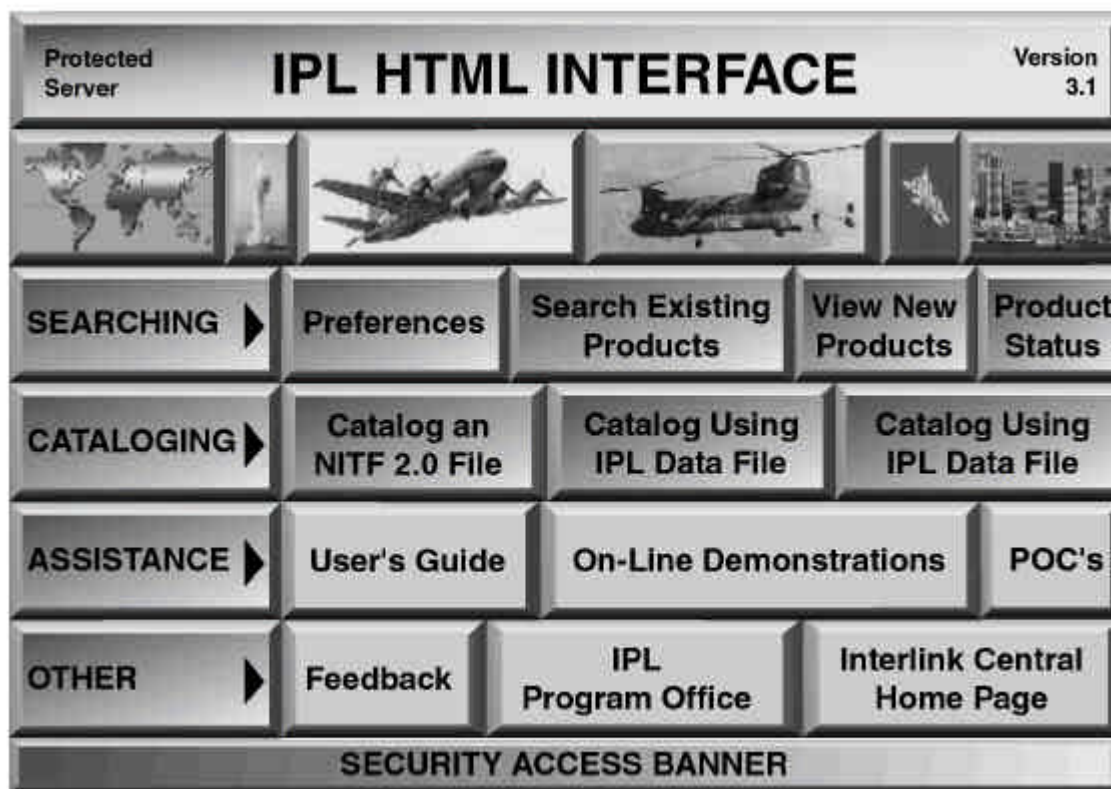 Protected
Server
IPL HTML INTERFACE
Version
3.1
SEARCHING
Preferences
Search Existing
Products
View New
Products
Product
Status
CATALOGING
Catalog an
NITF 2.0 File
Catalog Using
IPL Data File
Catalog Using
IPL Data File
ASSISTANCE
User's Guide
On-Line Demonstrations
POC's
OTHER
Feedback
IPL
Program Office
Interlink Central
Home Page
SECURITY ACCESS BANNER